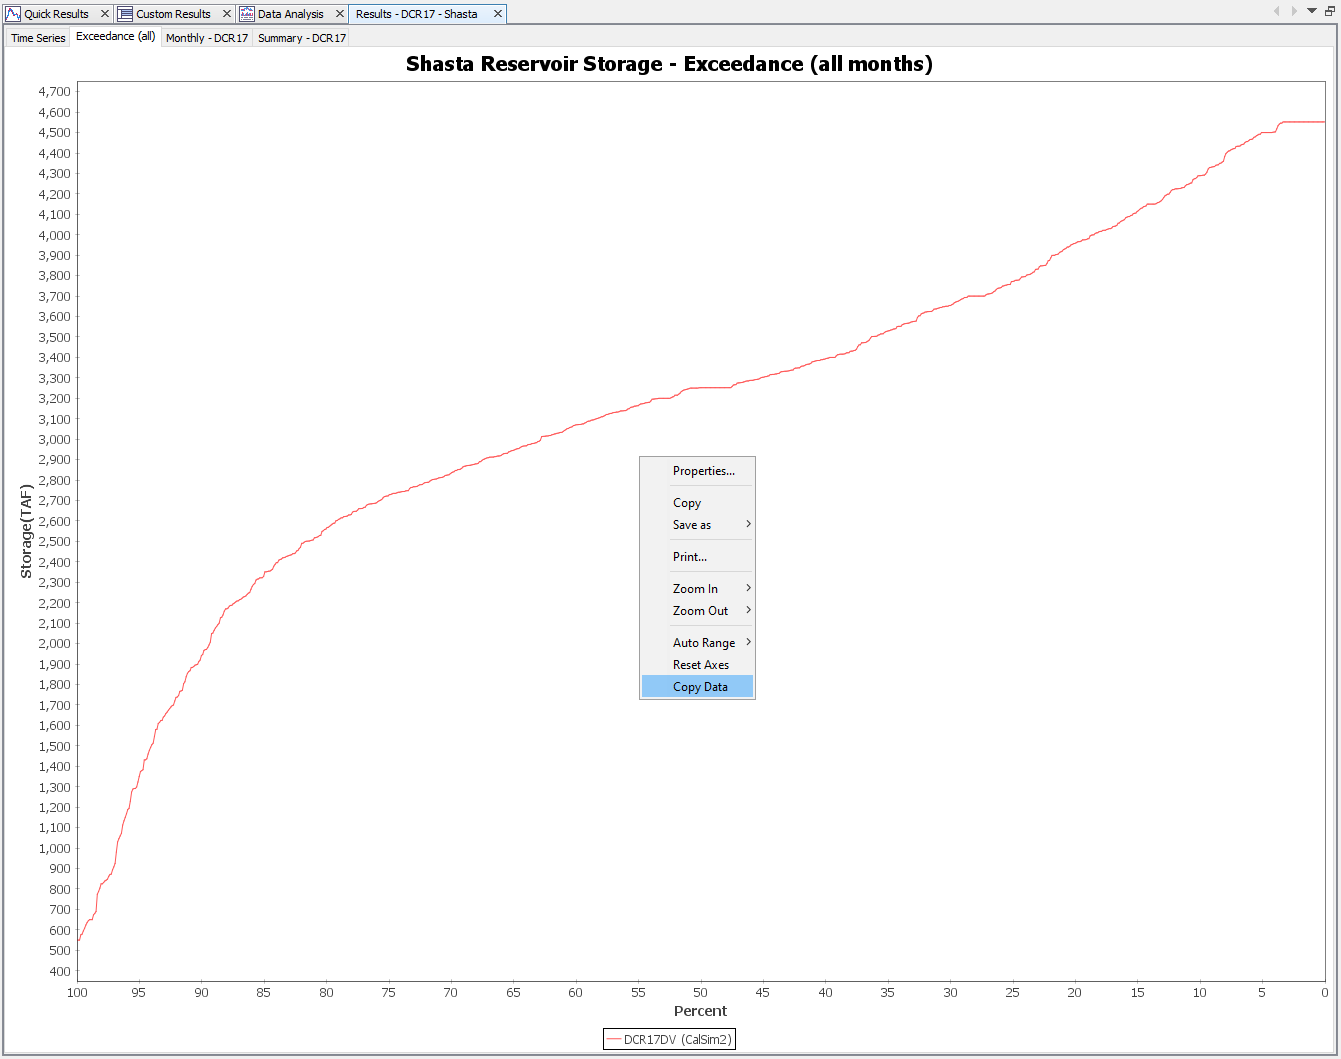 Quick Results Custom Results Data Analysis Results - DCR17 - Shasta
Time Series Exceedance (all) Monthly - DCR17 Summary - DCR17
Shasta Reservoir Storage - Exceedance (all months)
4,700
4,600
4,500
4,400
4,300
4,200
4,100
4,000
3,900
3,800
3,700
3,600
3,500
3,400
3,300
3,200
3,100
3,000
2,900
2,800
2,700
2,600
2,500
2,400
2,300
2,200
2,100
2,000
1,900
1,800
1,700
1,600
1,500
1,400
1,300
1,200
1,100
1,000
900
800
700
600
500
400
Storage(TAF)
Properties...
Copy
Save as
Print...
Zoom In
Zoom Out
Auto Range
Reset Axes
Copy Data
100 95 90 85 80 75 70 65 60 55 50 45 40 35 30 25 20 15 10 5 0
Percent
DCR17DV (CalSim2)